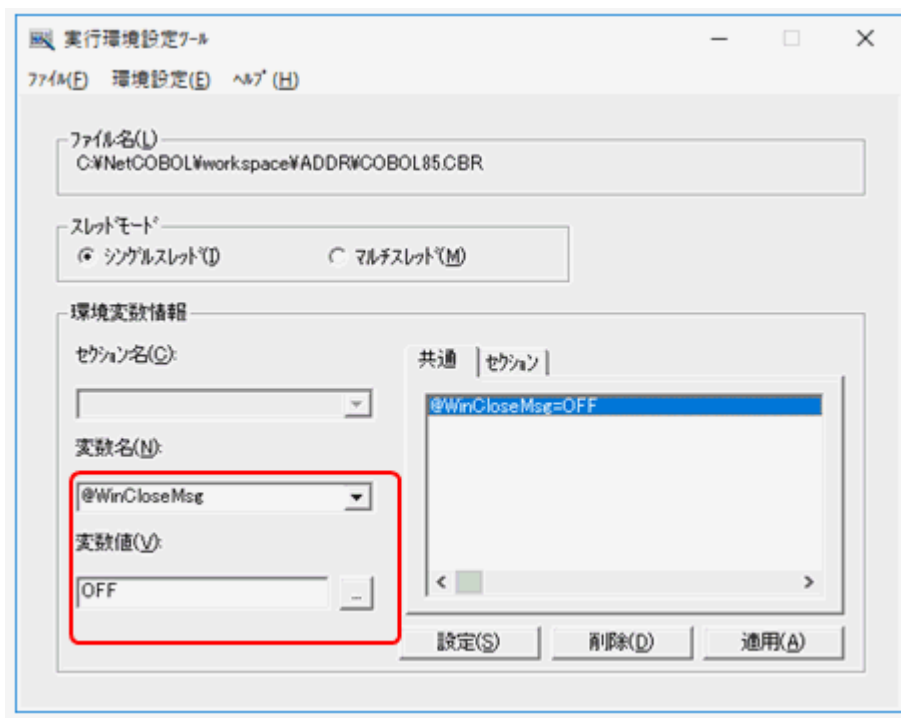 実行環境設定ﾂｰﾙ
ﾌｧｲﾙ(F) 環境設定(E) ﾍﾙﾌﾟ(H)
ﾌｧｲﾙ名(L)
C:¥NetCOBOL¥workspace¥ADDR¥COBOL85.CBR
ｽﾚｯﾄﾞﾓｰﾄﾞ
ｼﾝｸﾞﾙｽﾚｯﾄﾞ(I) ﾏﾙﾁｽﾚｯﾄﾞ(M)
環境変数情報
ｾｸｼｮﾝ名(C):
共通 ｾｸｼｮﾝ
@WinCloseMsg=OFF
変数名(N):
@WinCloseMsg
変数値(V):
OFF
...
設定(S) 削除(D) 適用(A)